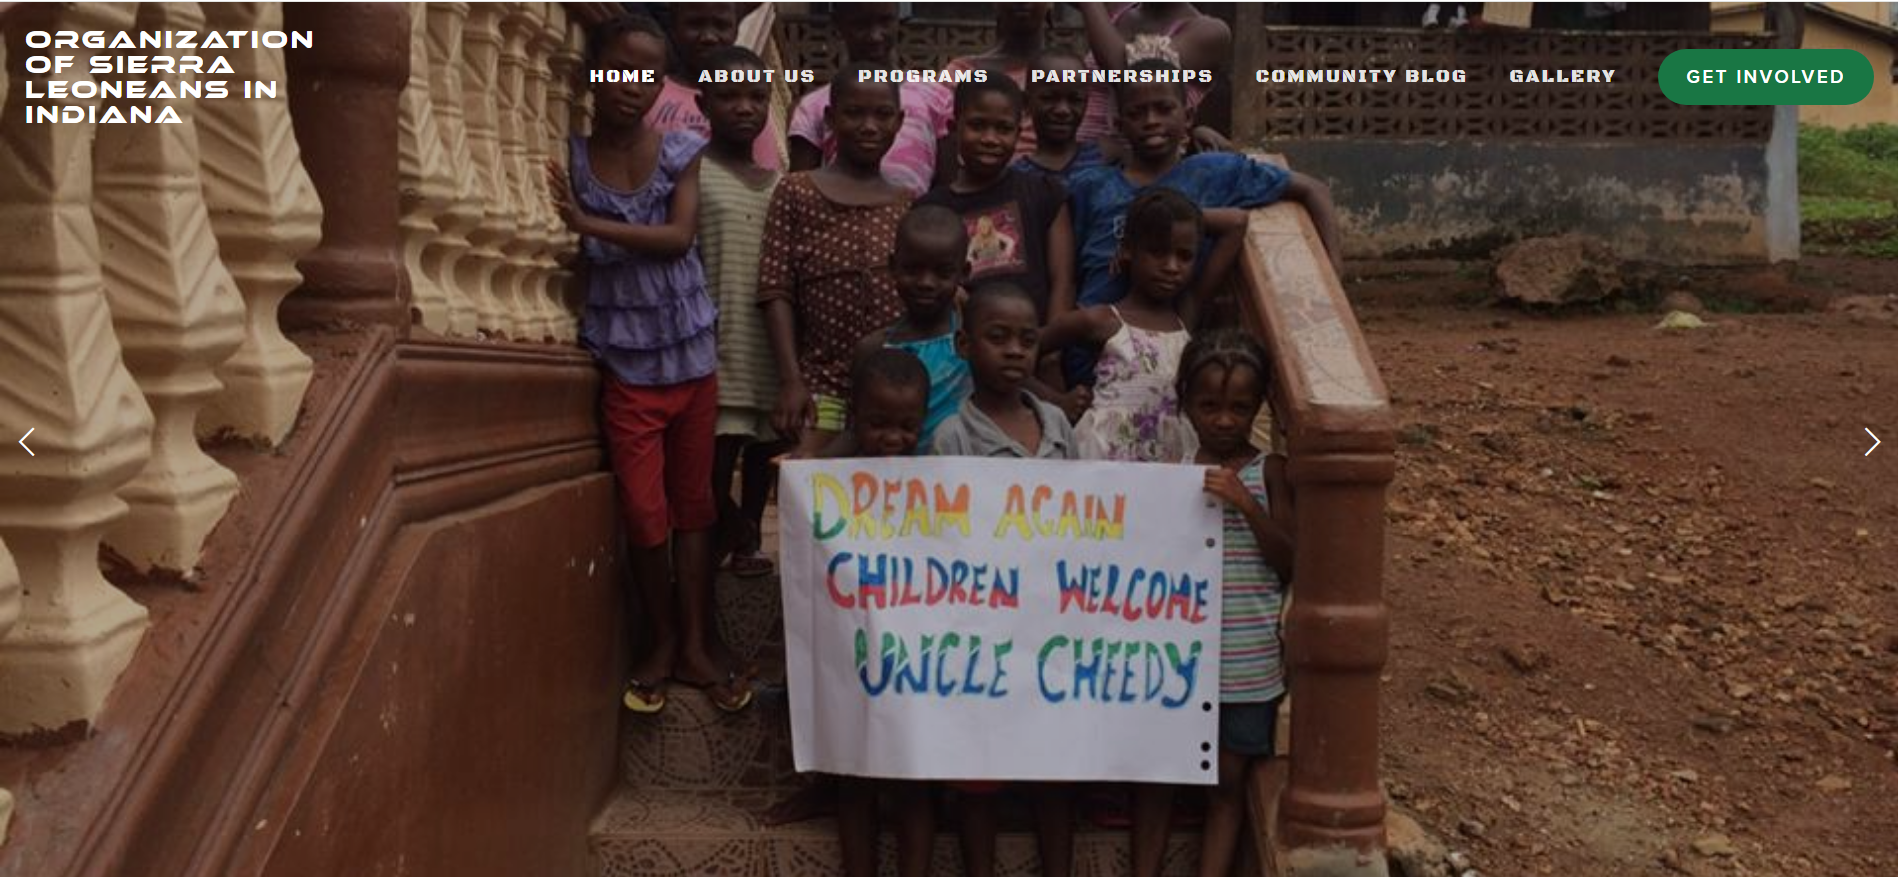 ORGANIZATION
OF SIERRA
LEONEANS IN
INDIANA
HOME ABOUT US PROGRAMS PARTNERSHIPS COMMUNITY BLOG GALLERY GET INVOLVED
DREAM AGAIN
CHILDREN WELCOME
UNCLE CHEEDY